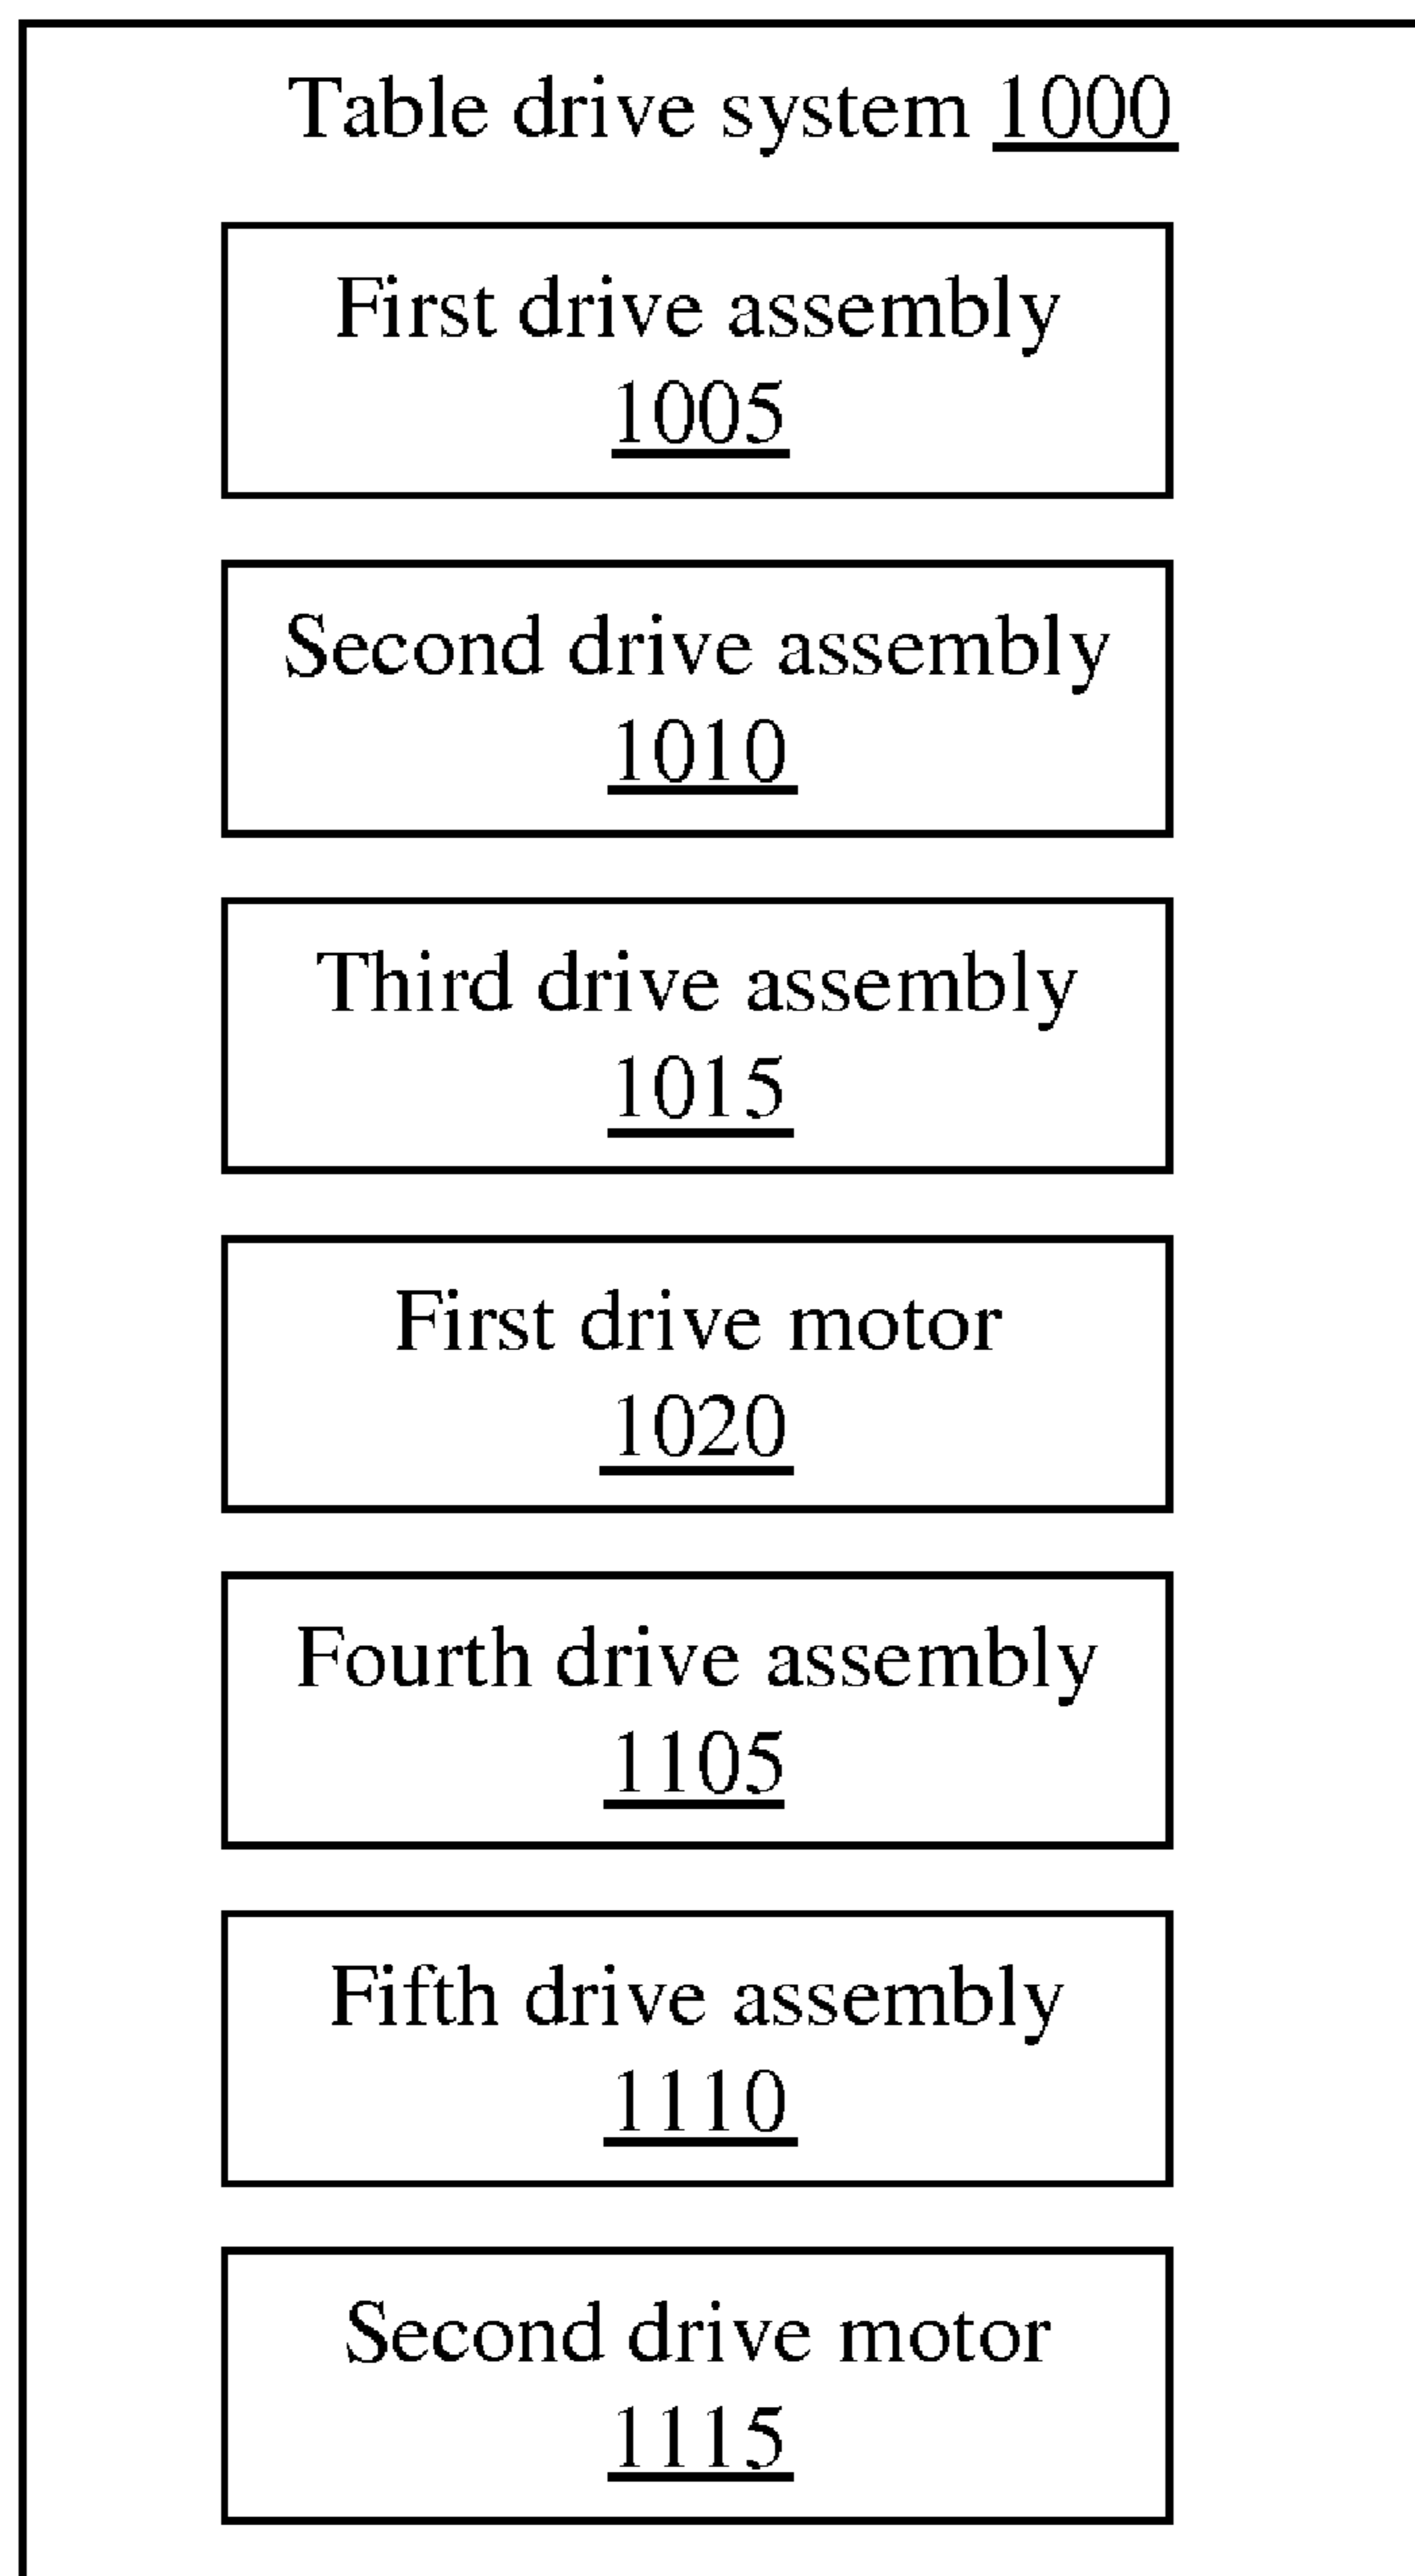 Table drive system 1000
First drive assembly
1005
Second drive assembly
1010
Third drive assembly
1015
First drive motor
1020
Fourth drive assembly
1105
Fifth drive assembly
1110
Second drive motor
1115